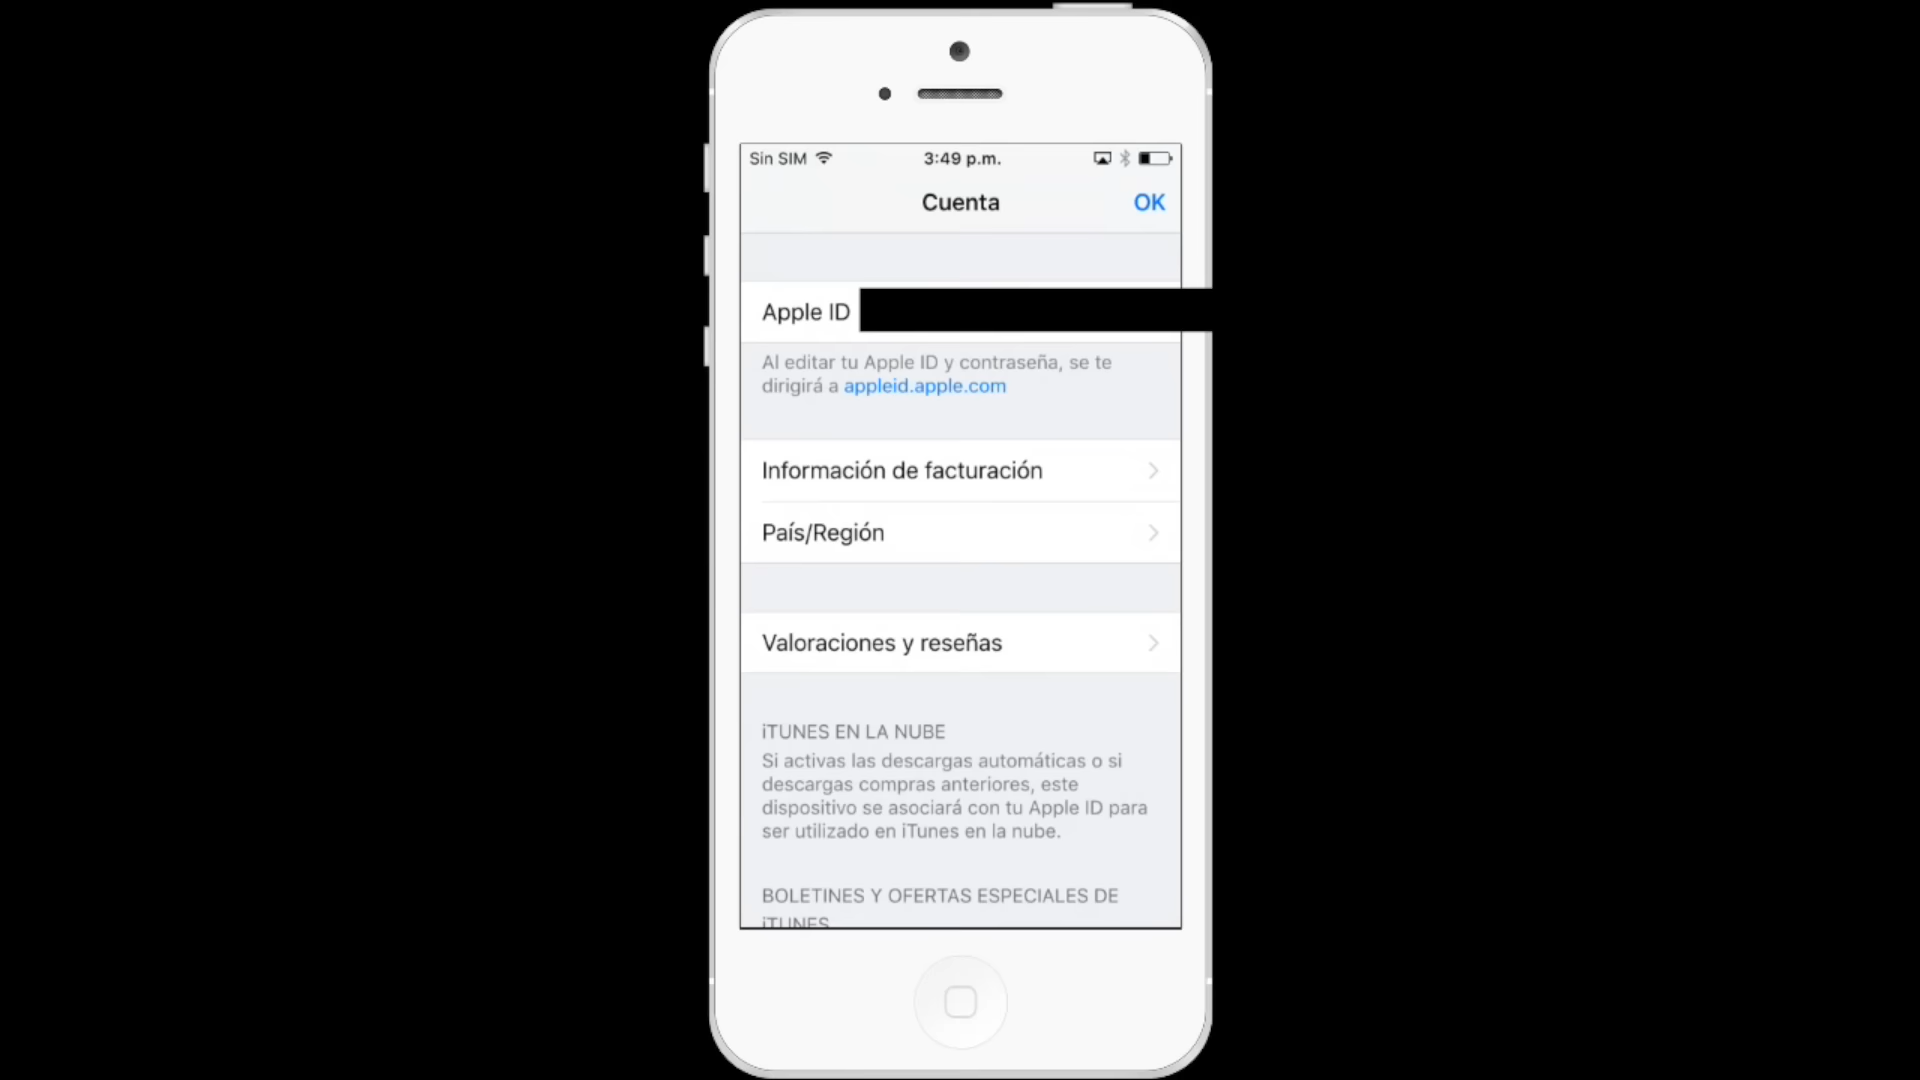 Sin SIM 3:49 p.m.
Cuenta OK
Apple ID
Al editar tu Apple ID y contraseña, se te
dirigirá a appleid.apple.com
Información de facturación
País/Región
Valoraciones y reseñas
iTUNES EN LA NUBE
Si activas las descargas automáticas o si
descargas compras anteriores, este
dispositivo se asociará con tu Apple ID para
ser utilizado en iTunes en la nube.
BOLETINES Y OFERTAS ESPECIALES DE
iTUNES